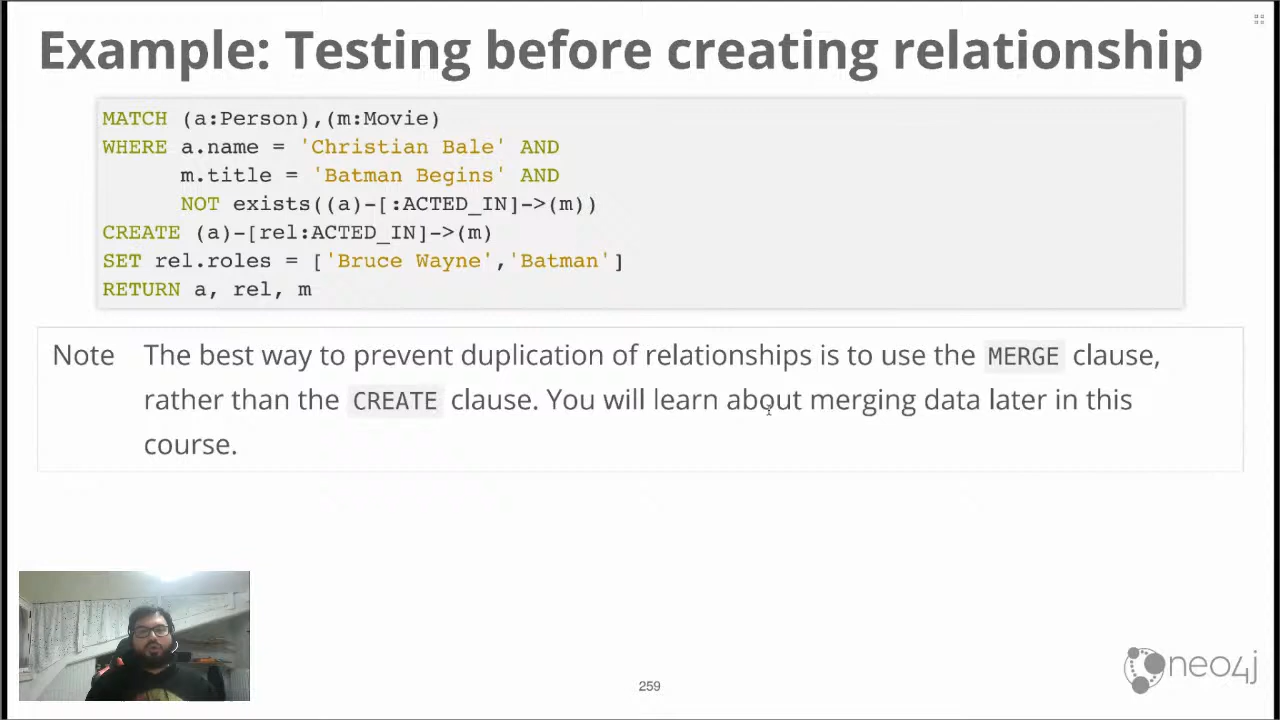 Example: Testing before creating relationship
MATCH (a:Person),(m:Movie)
WHERE a.name = 'Christian Bale' AND
      m.title = 'Batman Begins' AND
      NOT exists((a)-[:ACTED_IN]->(m))
CREATE (a)-[rel:ACTED_IN]->(m)
SET rel.roles = ['Bruce Wayne','Batman']
RETURN a, rel, m
Note The best way to prevent duplication of relationships is to use the MERGE clause,
rather than the CREATE clause. You will learn about merging data later in this
course.
259
neo4j